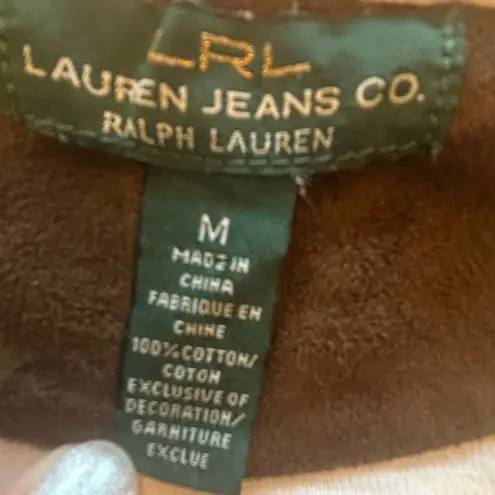 LRL
LAUREN JEANS CO.
RALPH LAUREN
M
MADE IN
CHINA
FABRIQUE EN
CHINE
100% COTTON/
COTON
EXCLUSIVE OF
DECORATION/
GARNITURE
EXCLUE